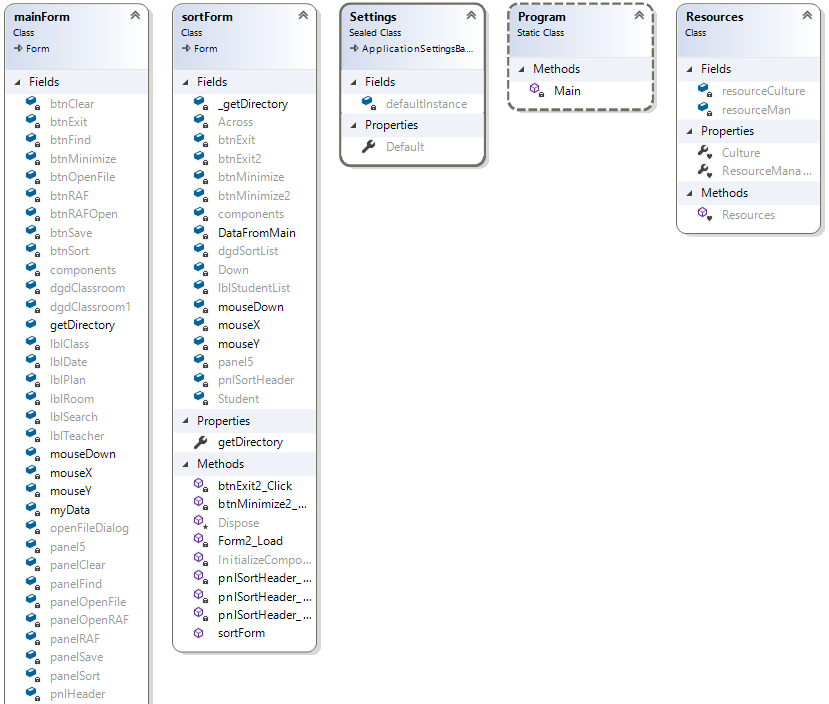 mainForm
Class
Form
Fields
btnClear
btnExit
btnFind
btnMinimize
btnOpenFile
btnRAF
btnRAFOpen
btnSave
btnSort
components
dgdClassroom
dgdClassroom1
getDirectory
lblClass
lblDate
lblPlan
lblRoom
lblSearch
lblTeacher
mouseDown
mouseX
mouseY
myData
openFileDialog
panel5
panelClear
panelFind
panelOpenFile
panelOpenRAF
panelRAF
panelSave
panelSort
pnlHeader
sortForm
Class
Form
Fields
_getDirectory
Across
btnExit
btnExit2
btnMinimize
btnMinimize2
components
DataFromMain
dgdSortList
Down
lblStudentList
mouseDown
mouseX
mouseY
panel5
pnlSortHeader
Student
Properties
getDirectory
Methods
btnExit2_Click
btnMinimize2_...
Dispose
Form2_Load
InitializeCompo...
pnlSortHeader_...
pnlSortHeader_...
pnlSortHeader_...
sortForm
Settings
Sealed Class
ApplicationSettingsBa...
Fields
defaultInstance
Properties
Default
Program
Static Class
Methods
Main
Resources
Class
Fields
resourceCulture
resourceMan
Properties
Culture
ResourceMana...
Methods
Resources